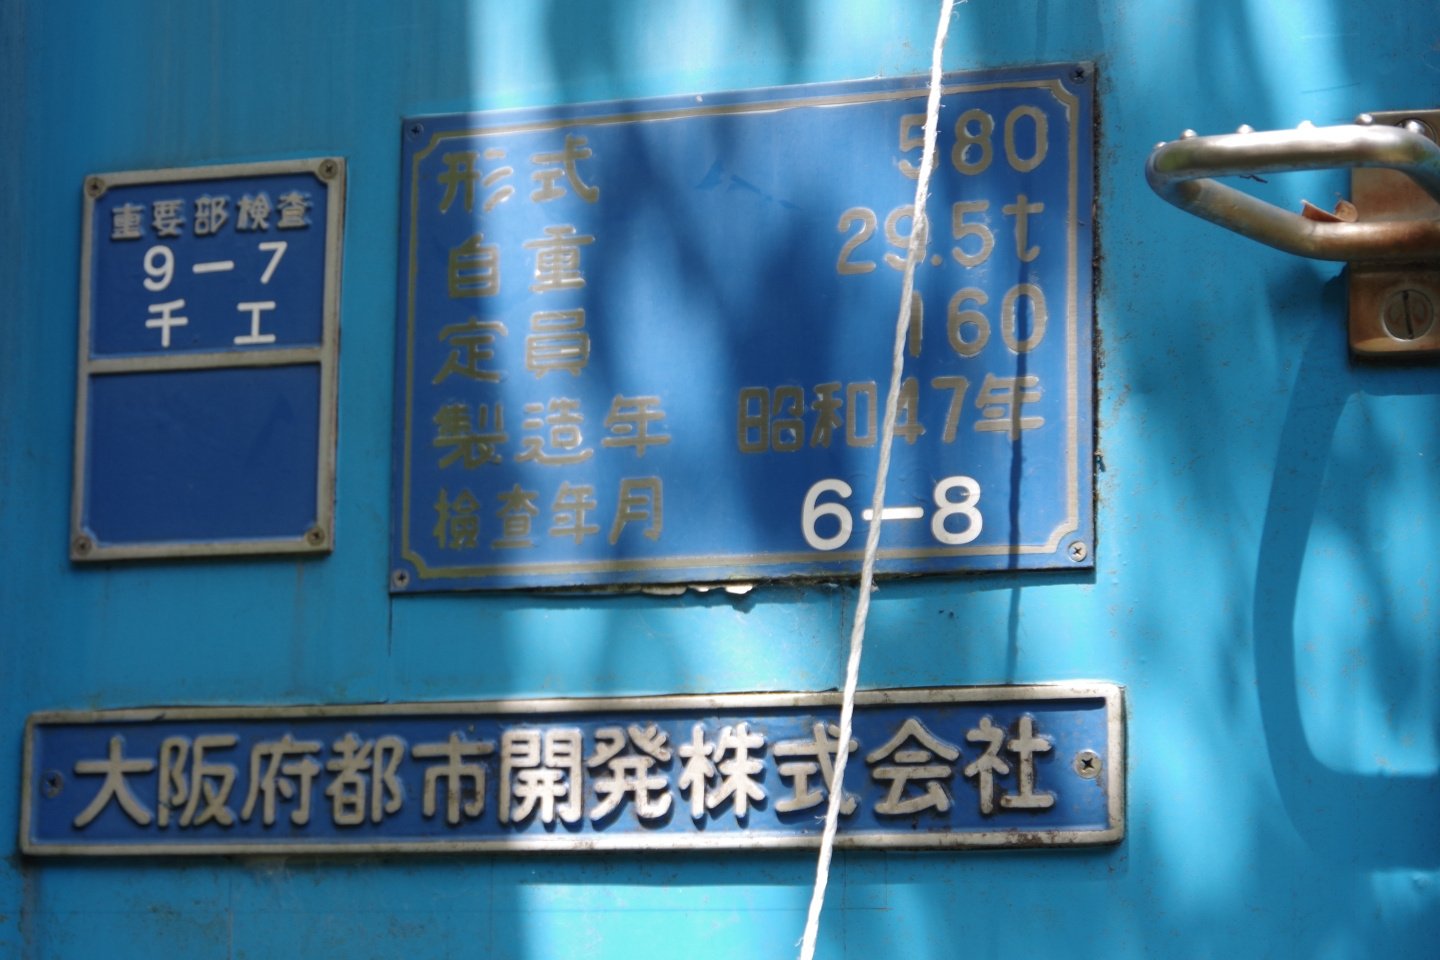 重要部検査
9-7
千工
形式 580
自重 29.5t
定員 160
製造年 昭和47年
検査年月 6-8
大阪府都市開発株式会社